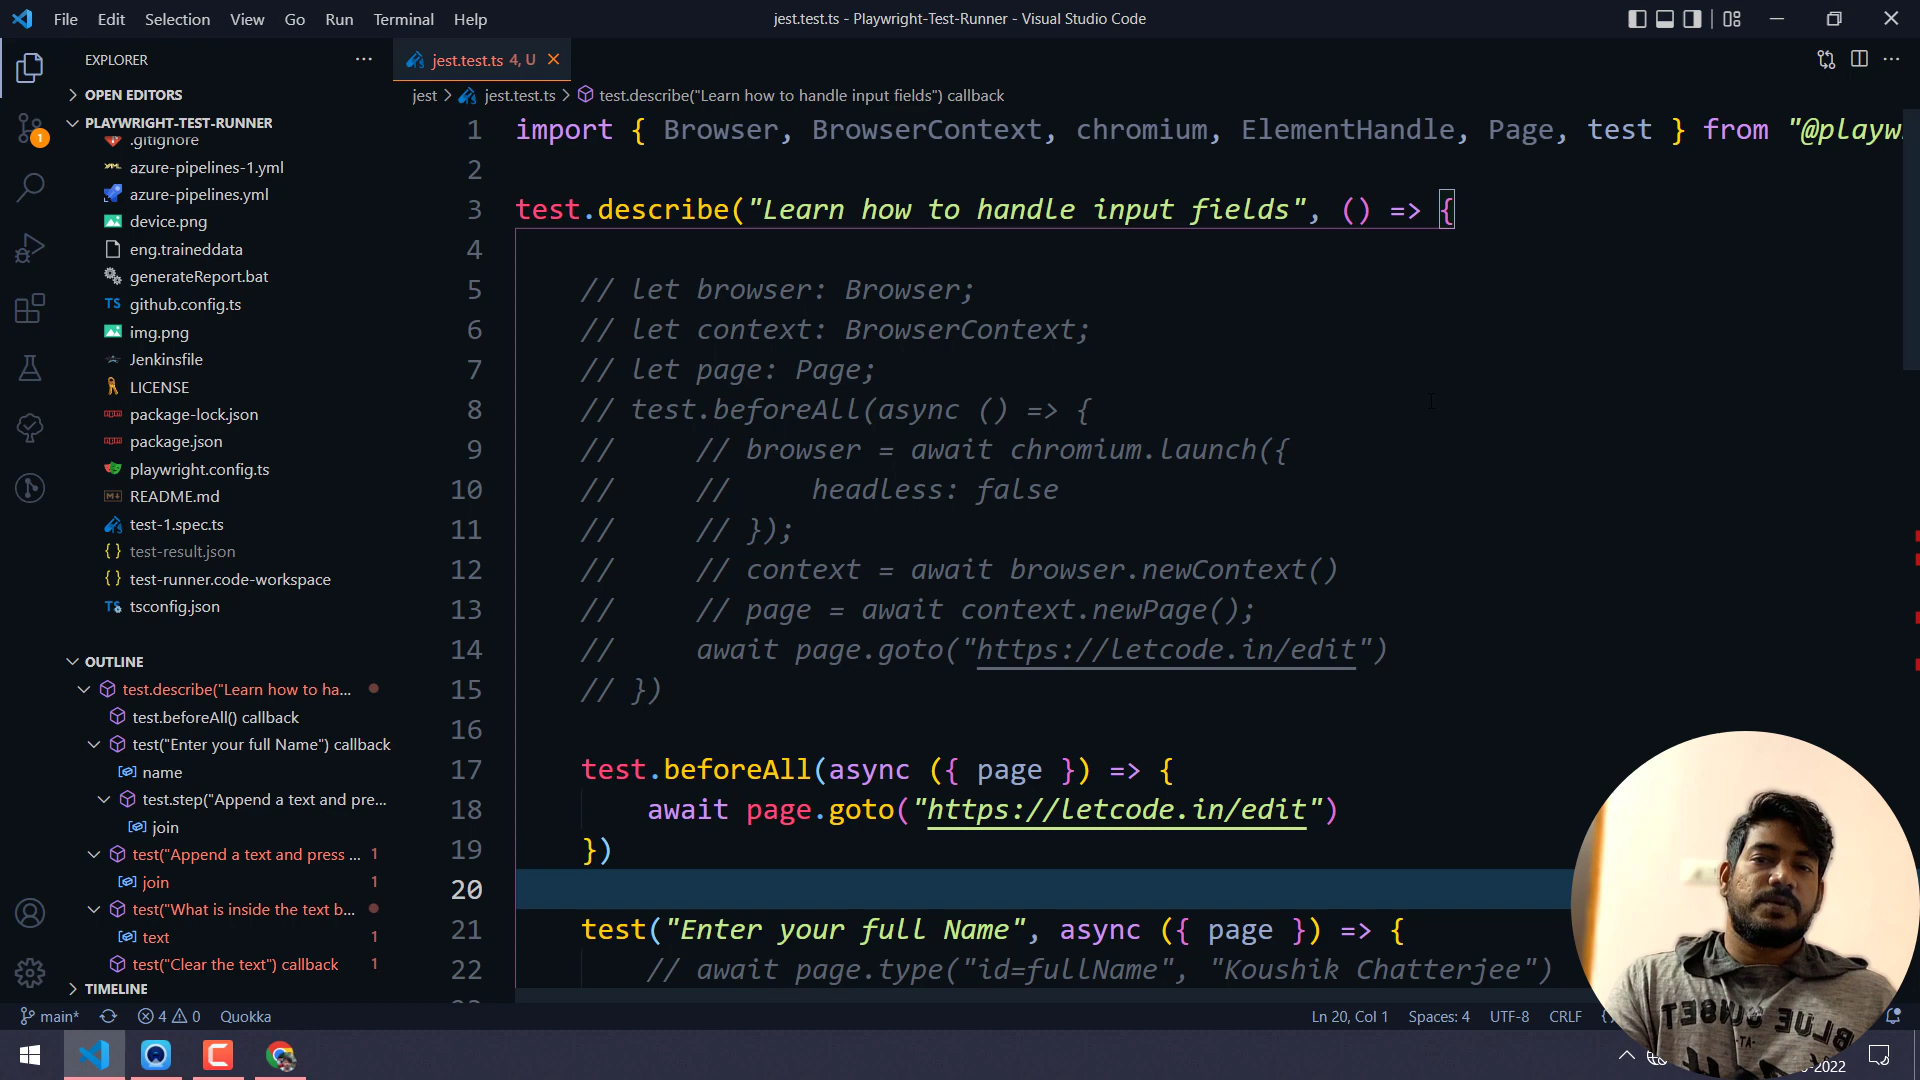 File Edit Selection View Go Run Terminal Help
jest.test.ts - Playwright-Test-Runner - Visual Studio Code
EXPLORER
OPEN EDITORS
PLAYWRIGHT-TEST-RUNNER
.gitignore
azure-pipelines-1.yml
azure-pipelines.yml
device.png
eng.traineddata
generateReport.bat
TS github.config.ts
img.png
Jenkinsfile
LICENSE
package-lock.json
package.json
playwright.config.ts
README.md
test-1.spec.ts
{} test-result.json
{} test-runner.code-workspace
TS tsconfig.json
OUTLINE
test.describe("Learn how to ha...
test.beforeAll() callback
test("Enter your full Name") callback
name
test.step("Append a text and pre...
join
test("Append a text and press ... 1
join 1
test("What is inside the text b...
text 1
test("Clear the text") callback 1
TIMELINE
jest.test.ts 4, U
jest > jest.test.ts > test.describe("Learn how to handle input fields") callback
1 import { Browser, BrowserContext, chromium, ElementHandle, Page, test } from "@playw
2
3 test.describe("Learn how to handle input fields", () => {
4
5 // let browser: Browser;
6 // let context: BrowserContext;
7 // let page: Page;
8 // test.beforeAll(async () => {
9 // // browser = await chromium.launch({
10 // // headless: false
11 // // });
12 // // context = await browser.newContext()
13 // // page = await context.newPage();
14 // await page.goto("https://letcode.in/edit")
15 // })
16
17 test.beforeAll(async ({ page }) => {
18 await page.goto("https://letcode.in/edit")
19 })
20
21 test("Enter your full Name", async ({ page }) => {
22 // await page.type("id=fullName", "Koushik Chatterjee")
main* 4 0 Quokka
Ln 20, Col 1 Spaces: 4 UTF-8 CRLF
-2022